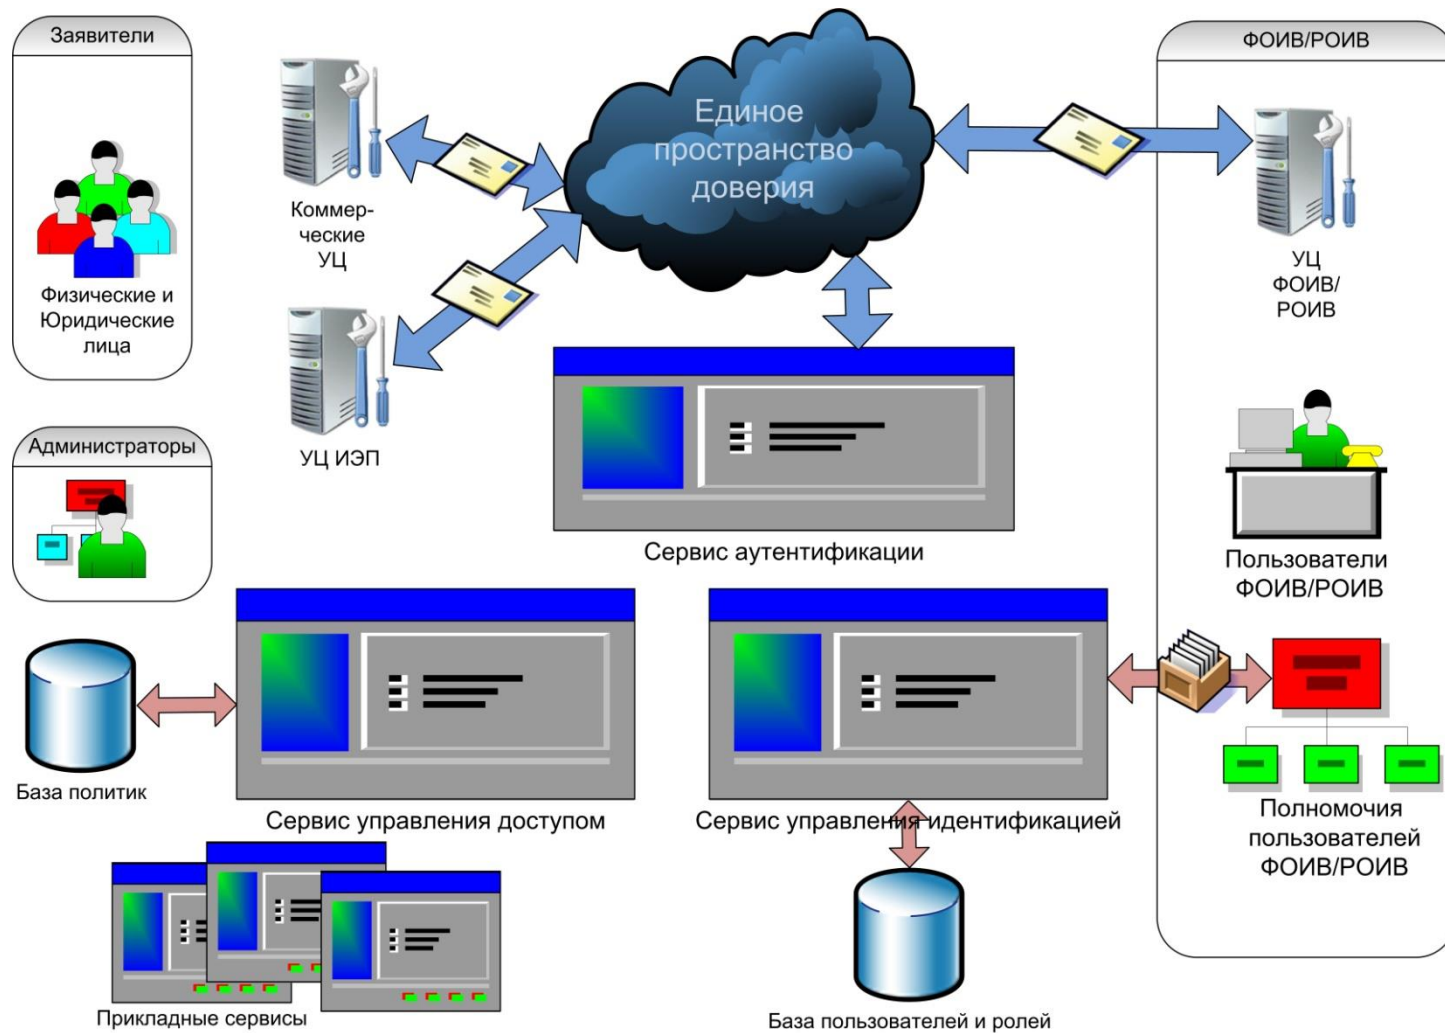 Заявители
Физические и
Юридические
лица
Администраторы
Коммер-
ческие
УЦ
УЦ ИЭП
Единое
пространство
доверия
ФОИВ/РОИВ
УЦ
ФОИВ/
РОИВ
Сервис аутентификации
Пользователи
ФОИВ/РОИВ
База политик
Сервис управления доступом
Сервис управления идентификацией
Полномочия
пользователей
ФОИВ/РОИВ
Прикладные сервисы
База пользователей и ролей